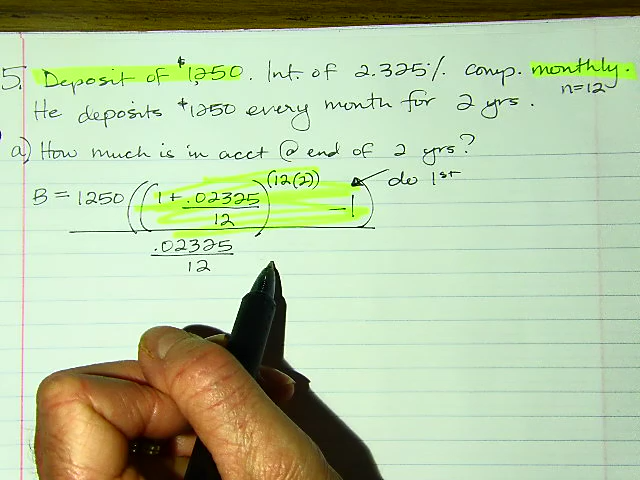 5. Deposit of $1250. Int. of 2.325% comp. monthly.
n=12
He deposits $1250 every month for 2 yrs.
a) How much is in acct @ end of 2 yrs?
B = 1250((1 + .02325/12)^(12(2)) - 1) ← do 1st
.02325
12